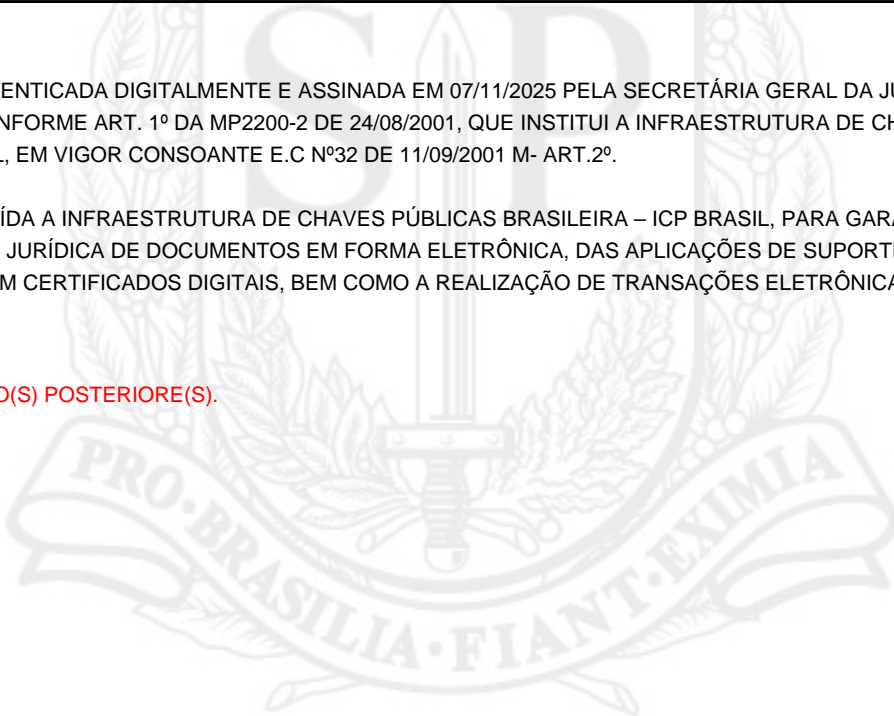 ENTICADA DIGITALMENTE E ASSINADA EM 07/11/2025 PELA SECRETÁRIA GERAL DA JU
NFORME ART. 1º DA MP2200-2 DE 24/08/2001, QUE INSTITUI A INFRAESTRUTURA DE CH
L, EM VIGOR CONSOANTE E.C Nº32 DE 11/09/2001 M- ART.2º.
ÍDA A INFRAESTRUTURA DE CHAVES PÚBLICAS BRASILEIRA – ICP BRASIL, PARA GARA
JURÍDICA DE DOCUMENTOS EM FORMA ELETRÔNICA, DAS APLICAÇÕES DE SUPORT
M CERTIFICADOS DIGITAIS, BEM COMO A REALIZAÇÃO DE TRANSAÇÕES ELETRÔNICA
O(S) POSTERIORE(S).
SP
PRO·BRASILIA·FIANT·EXIMIA